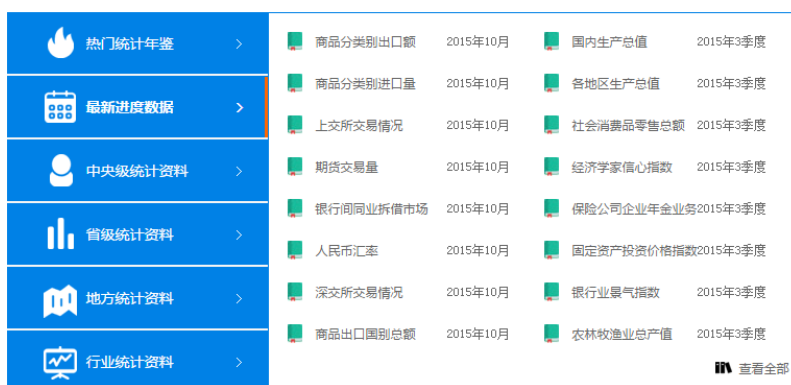 热门统计年鉴
最新进度数据
中央级统计资料
省级统计资料
地方统计资料
行业统计资料
商品分类别出口额 2015年10月 国内生产总值 2015年3季度
商品分类别进口量 2015年10月 各地区生产总值 2015年3季度
上交所交易情况 2015年10月 社会消费品零售总额 2015年3季度
期货交易量 2015年10月 经济学家信心指数 2015年3季度
银行间同业拆借市场 2015年10月 保险公司企业年金业务2015年3季度
人民币汇率 2015年10月 固定资产投资价格指数2015年3季度
深交所交易情况 2015年10月 银行业景气指数 2015年3季度
商品出口国别总额 2015年10月 农林牧渔业总产值 2015年3季度
查看全部